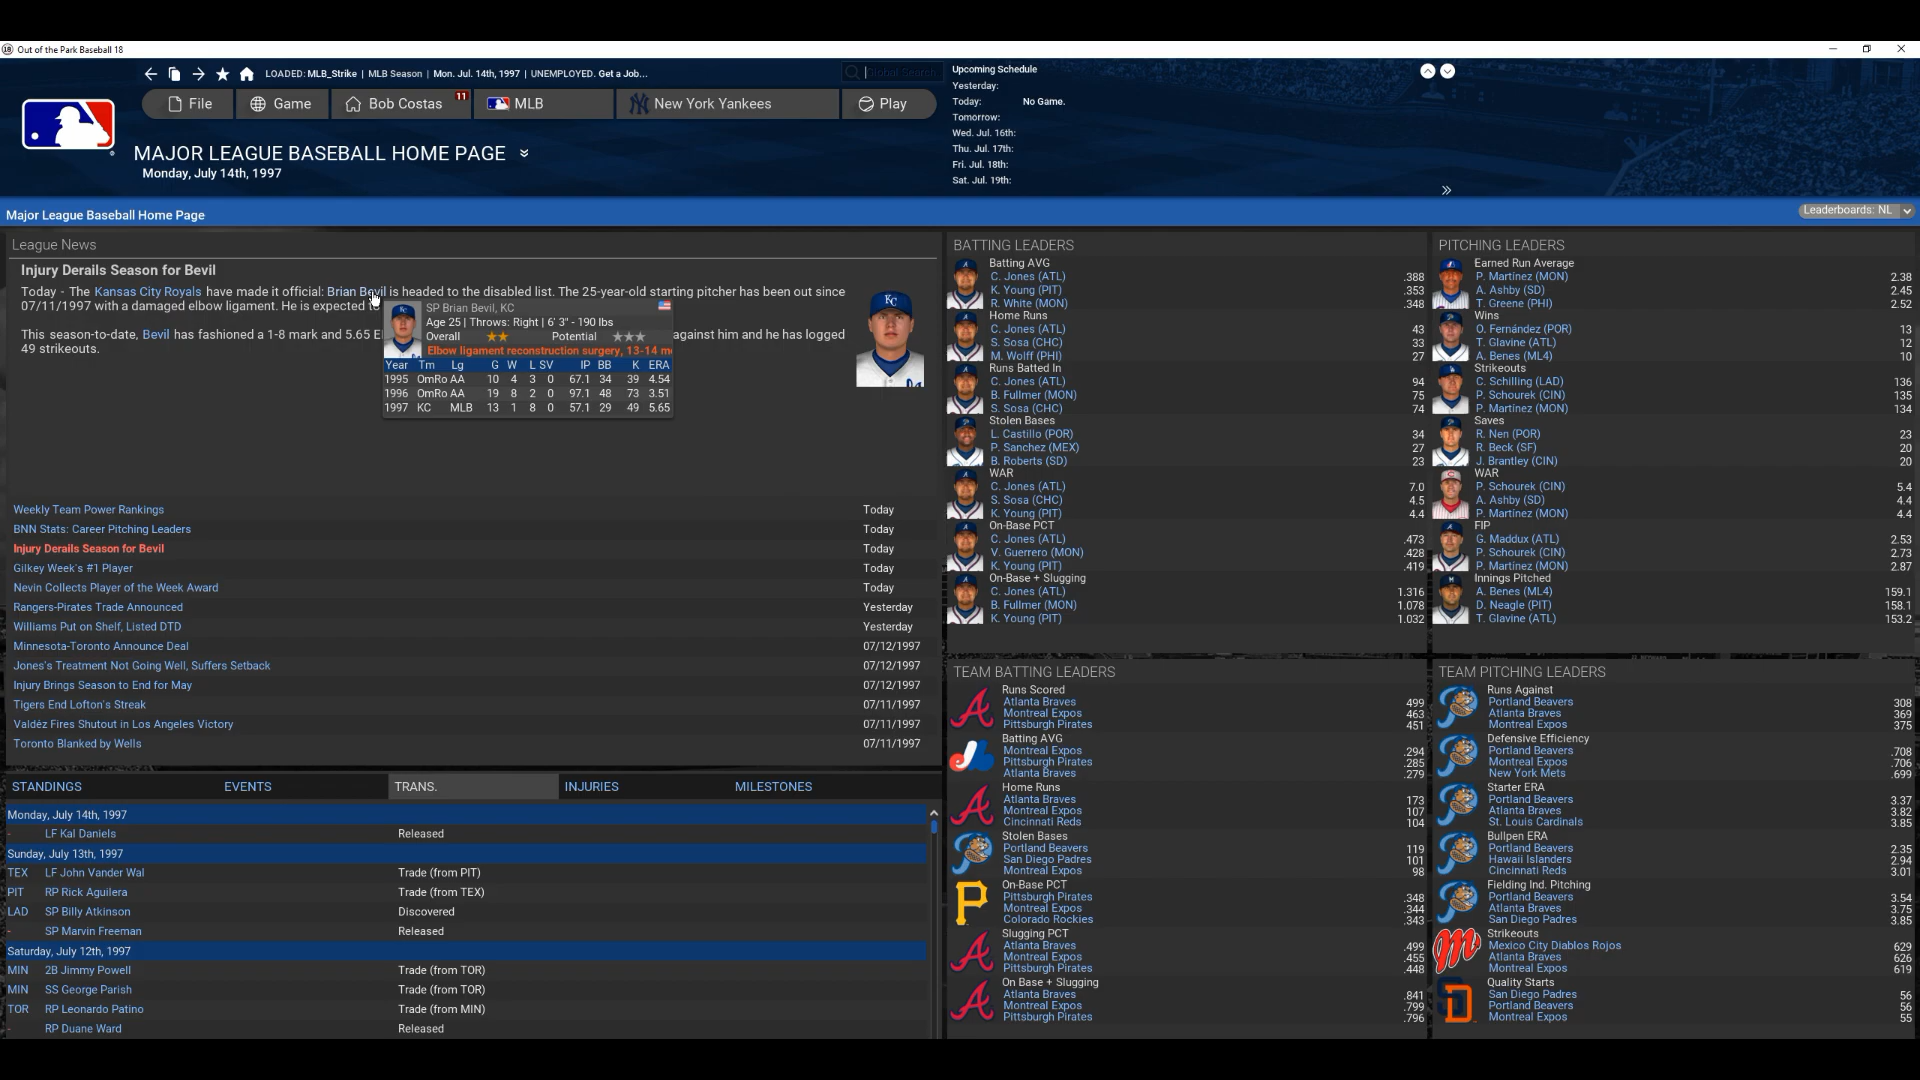 Out of the Park Baseball 18
LOADED: MLB_Strike | MLB Season | Mon. Jul. 14th, 1997 | UNEMPLOYED. Get a Job...
Global Search
File
Game
Bob Costas
11
MLB
New York Yankees
Play
MAJOR LEAGUE BASEBALL HOME PAGE
Monday, July 14th, 1997
Upcoming Schedule
Yesterday:
Today: No Game.
Tomorrow:
Wed. Jul. 16th:
Thu. Jul. 17th:
Fri. Jul. 18th:
Sat. Jul. 19th:
Major League Baseball Home Page
Leaderboards: NL
League News
Injury Derails Season for Bevil
Today - The Kansas City Royals have made it official: Brian Bevil is headed to the disabled list. The 25-year-old starting pitcher has been out since
07/11/1997 with a damaged elbow ligament. He is expected to
This season-to-date, Bevil has fashioned a 1-8 mark and 5.65 E against him and he has logged
49 strikeouts.
KC
SP Brian Bevil, KC
Age 25 | Throws: Right | 6' 3" - 190 lbs
Overall Potential
Elbow ligament reconstruction surgery, 13-14 m
Year Tm Lg G W L SV IP BB K ERA
1995 OmRo AA 10 4 3 0 67.1 34 39 4.54
1996 OmRo AA 19 8 2 0 97.1 48 73 3.51
1997 KC MLB 13 1 8 0 57.1 29 49 5.65
Weekly Team Power Rankings Today
BNN Stats: Career Pitching Leaders Today
Injury Derails Season for Bevil Today
Gilkey Week's #1 Player Today
Nevin Collects Player of the Week Award Today
Rangers-Pirates Trade Announced Yesterday
Williams Put on Shelf, Listed DTD Yesterday
Minnesota-Toronto Announce Deal 07/12/1997
Jones's Treatment Not Going Well, Suffers Setback 07/12/1997
Injury Brings Season to End for May 07/12/1997
Tigers End Lofton's Streak 07/11/1997
Valdéz Fires Shutout in Los Angeles Victory 07/11/1997
Toronto Blanked by Wells 07/11/1997
STANDINGS EVENTS TRANS. INJURIES MILESTONES
Monday, July 14th, 1997
- LF Kal Daniels Released
Sunday, July 13th, 1997
TEX LF John Vander Wal Trade (from PIT)
PIT RP Rick Aguilera Trade (from TEX)
LAD SP Billy Atkinson Discovered
- SP Marvin Freeman Released
Saturday, July 12th, 1997
MIN 2B Jimmy Powell Trade (from TOR)
MIN SS George Parish Trade (from TOR)
TOR RP Leonardo Patino Trade (from MIN)
- RP Duane Ward Released
BATTING LEADERS
Batting AVG
C. Jones (ATL) .388
K. Young (PIT) .353
R. White (MON) .348
Home Runs
C. Jones (ATL) 43
S. Sosa (CHC) 33
M. Wolff (PHI) 27
Runs Batted In
C. Jones (ATL) 94
B. Fullmer (MON) 75
S. Sosa (CHC) 74
Stolen Bases
L. Castillo (POR) 34
P. Sanchez (MEX) 27
B. Roberts (SD) 23
WAR
C. Jones (ATL) 7.0
S. Sosa (CHC) 4.5
K. Young (PIT) 4.4
On-Base PCT
C. Jones (ATL) .473
V. Guerrero (MON) .428
K. Young (PIT) .419
On-Base + Slugging
C. Jones (ATL) 1.316
B. Fullmer (MON) 1.078
K. Young (PIT) 1.032
PITCHING LEADERS
Earned Run Average
P. Martínez (MON) 2.38
A. Ashby (SD) 2.45
T. Greene (PHI) 2.52
Wins
O. Fernández (POR) 13
T. Glavine (ATL) 12
A. Benes (ML4) 10
Strikeouts
C. Schilling (LAD) 136
P. Schourek (CIN) 135
P. Martínez (MON) 134
Saves
R. Nen (POR) 23
R. Beck (SF) 20
J. Brantley (CIN) 20
WAR
P. Schourek (CIN) 5.4
A. Ashby (SD) 4.4
P. Martínez (MON) 4.4
FIP
G. Maddux (ATL) 2.53
P. Schourek (CIN) 2.73
P. Martínez (MON) 2.87
Innings Pitched
A. Benes (ML4) 159.1
D. Neagle (PIT) 158.1
T. Glavine (ATL) 153.2
TEAM BATTING LEADERS
Runs Scored
Atlanta Braves 499
Montreal Expos 463
Pittsburgh Pirates 451
Batting AVG
Montreal Expos .294
Pittsburgh Pirates .285
Atlanta Braves .279
Home Runs
Atlanta Braves 173
Montreal Expos 107
Cincinnati Reds 104
Stolen Bases
Portland Beavers 119
San Diego Padres 101
Montreal Expos 98
On-Base PCT
Pittsburgh Pirates .348
Montreal Expos .344
Colorado Rockies .343
Slugging PCT
Atlanta Braves .499
Montreal Expos .455
Pittsburgh Pirates .448
On Base + Slugging
Atlanta Braves .841
Montreal Expos .799
Pittsburgh Pirates .796
TEAM PITCHING LEADERS
Runs Against
Portland Beavers 308
Atlanta Braves 369
Montreal Expos 375
Defensive Efficiency
Portland Beavers .708
Montreal Expos .706
New York Mets .699
Starter ERA
Portland Beavers 3.37
Atlanta Braves 3.82
St. Louis Cardinals 3.85
Bullpen ERA
Portland Beavers 2.35
Hawaii Islanders 2.94
Cincinnati Reds 3.01
Fielding Ind. Pitching
Portland Beavers 3.54
Atlanta Braves 3.75
San Diego Padres 3.85
Strikeouts
Mexico City Diablos Rojos 629
Atlanta Braves 626
Montreal Expos 619
Quality Starts
San Diego Padres 56
Portland Beavers 56
Montreal Expos 55